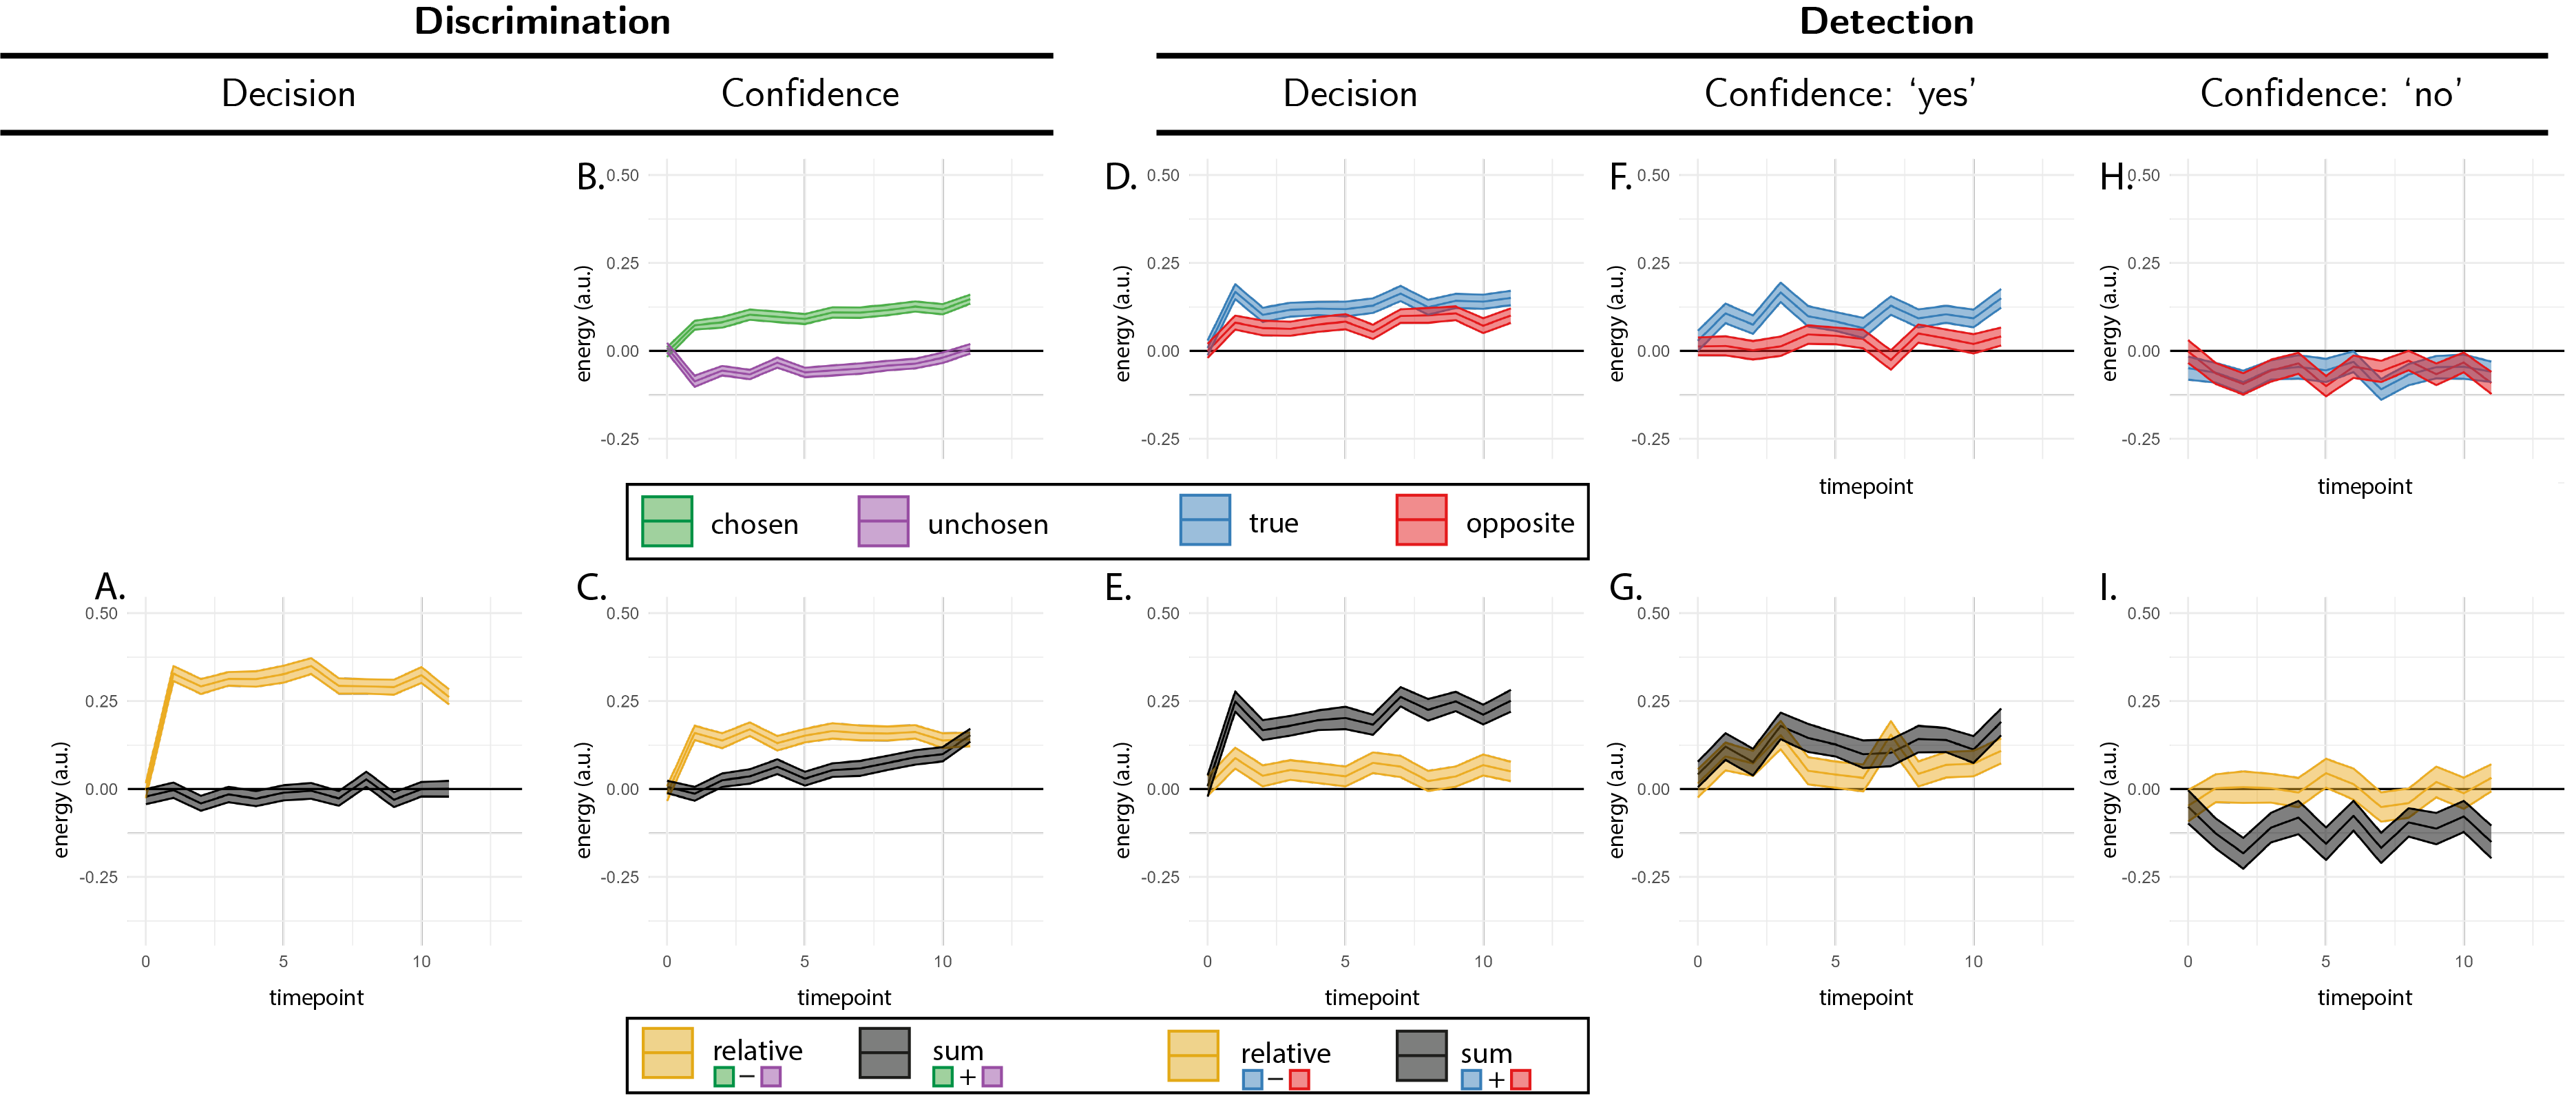 Discrimination
Detection
Decision
Confidence
Decision
Confidence: ‘yes’
Confidence: ‘no’
B.
0.50
0.25
0.00
-0.25
energy (a.u.)
D.
0.50
0.25
0.00
-0.25
energy (a.u.)
F.
0.50
0.25
0.00
-0.25
energy (a.u.)
timepoint
H.
0.50
0.25
0.00
-0.25
energy (a.u.)
timepoint
chosen
unchosen
true
opposite
A.
0.50
0.25
0.00
-0.25
energy (a.u.)
0 5 10
timepoint
C.
0.50
0.25
0.00
-0.25
energy (a.u.)
0 5 10
timepoint
E.
0.50
0.25
0.00
-0.25
energy (a.u.)
0 5 10
timepoint
G.
0.50
0.25
0.00
-0.25
energy (a.u.)
0 5 10
timepoint
I.
0.50
0.25
0.00
-0.25
energy (a.u.)
0 5 10
timepoint
relative
−
sum
+
relative
−
sum
+